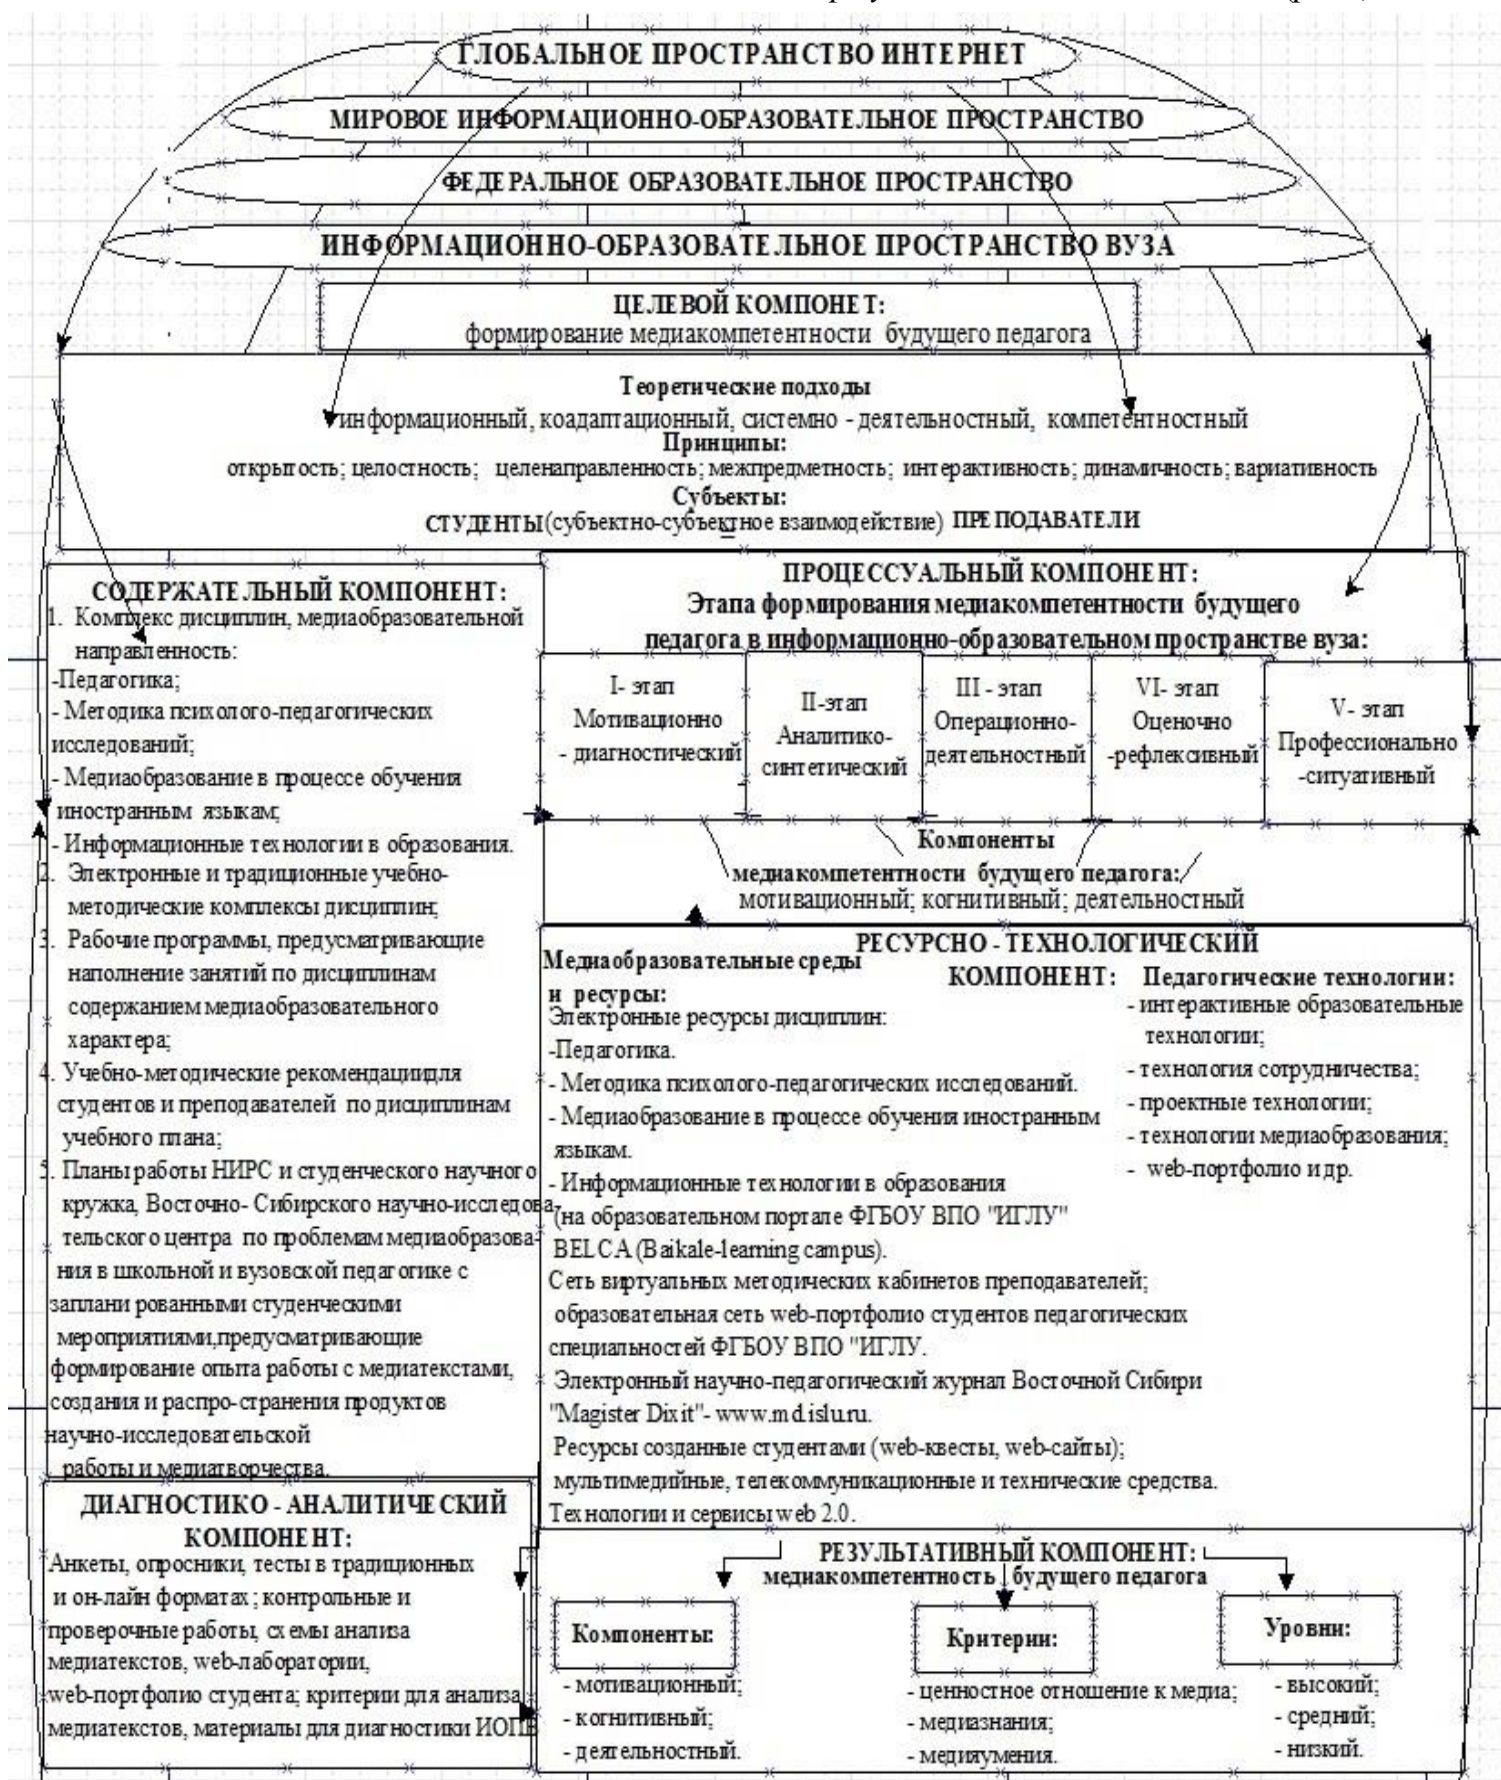 ГЛОБАЛЬНОЕ ПРОСТРАНСТВО ИНТЕРНЕТ
МИРОВОЕ ИНФОРМАЦИОННО-ОБРАЗОВАТЕЛЬНОЕ ПРОСТРАНСТВО
ФЕДЕРАЛЬНОЕ ОБРАЗОВАТЕЛЬНОЕ ПРОСТРАНСТВО
ИНФОРМАЦИОННО-ОБРАЗОВАТЕЛЬНОЕ ПРОСТРАНСТВО ВУЗА
ЦЕЛЕВОЙ КОМПОНЕТ:
формирование медиакомпетентности будущего педагога
Теоретические подходы
информационный, коадаптационный, системно - деятельностный, компетентностный
Принципы:
открытость; целостность; целенаправленность; межпредметность; интерактивность; динамичность; вариативность
Субъекты:
СТУДЕНТЫ (субъектно-субъектное взаимодействие) ПРЕПОДАВАТЕЛИ
СОДЕРЖАТЕЛЬНЫЙ КОМПОНЕНТ:
1. Комплекс дисциплин, медиаобразовательной
направленность:
-Педагогика;
- Методика психолого-педагогических
исследований;
- Медиаобразование в процессе обучения
иностранным языкам;
- Информационные технологии в образования.
2. Электронные и традиционные учебно-
методические комплексы дисциплин;
3. Рабочие программы, предусматривающие
наполнение занятий по дисциплинам
содержанием медиаобразовательного
характера;
4. Учебно-методические рекомендациидля
студентов и преподавателей по дисциплинам
учебного плана;
5. Планы работы НИРС и студенческого научного
кружка, Восточно- Сибирского научно-исследова-
тельского центра по проблемам медиаобразова-
ния в школьной и вузовской педагогике с
заплани рованными студенческими
мероприятиями,предусматривающие
формирование опыта работы с медиатекстами,
создания и распро-странения продуктов
научно-исследовательской
работы и медиатворчества.
ПРОЦЕССУАЛЬНЫЙ КОМПОНЕНТ:
Этапа формирования медиакомпетентности будущего
педагога в информационно-образовательном пространстве вуза:
I- этап
Мотивационно
- диагностический
II-этап
Аналитико-
синтетический
III - этап
Операционно-
деятельностный
VI- этап
Оценочно
-рефлексивный
V- этап
Профессионально
-ситуативный
Компоненты
медиакомпетентности будущего педагога:
мотивационный; когнитивный; деятельностный
РЕСУРСНО - ТЕХНОЛОГИЧЕСКИЙ
КОМПОНЕНТ:
Медиаобразовательные среды
и ресурсы:
Электронные ресурсы дисциплин:
-Педагогика.
- Методика психолого-педагогических исследований.
- Медиаобразование в процессе обучения иностранным
языкам.
- Информационные технологии в образования
(на образовательном портале ФГБОУ ВПО "ИГЛУ"
BELCA (Baikale-learning campus).
Сеть виртуальных методических кабинетов преподавателей;
образовательная сеть web-портфолио студентов педагогических
специальностей ФГБОУ ВПО "ИГЛУ.
Электронный научно-педагогический журнал Восточной Сибири
"Magister Dixit"- www.md.islu.ru.
Ресурсы созданные студентами (web-квесты, web-сайты);
мультимедийные, телекоммуникационные и технические средства.
Технологии и сервисы web 2.0.
Педагогические технологии:
- интерактивные образовательные
технологии;
- технология сотрудничества;
- проектные технологии;
- технологии медиаобразования;
- web-портфолио и др.
ДИАГНОСТИКО - АНАЛИТИЧЕСКИЙ
КОМПОНЕНТ:
Анкеты, опросники, тесты в традиционных
и он-лайн форматах; контрольные и
проверочные работы, схемы анализа
медиатекстов, web-лаборатории,
web-портфолио студента; критерии для анализа
медиатекстов, материалы для диагностики ИОПВ
РЕЗУЛЬТАТИВНЫЙ КОМПОНЕНТ:
медиакомпетентность будущего педагога
Компоненты:
- мотивационный;
- когнитивный;
- деятельностный.
Критерии:
- ценностное отношение к медиа;
- медиазнания;
- медияумения.
Уровни:
- высокий;
- средний;
- низкий.